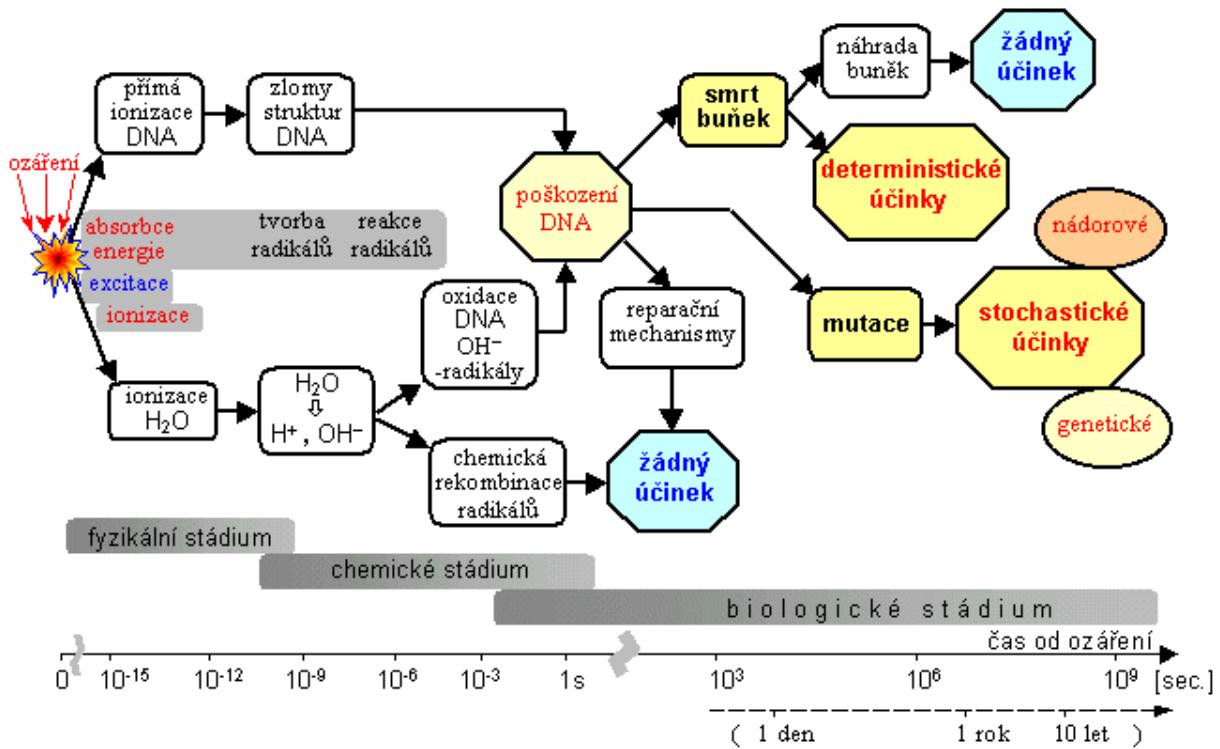 přímá
ionizace
DNA
zlomy
struktur
DNA
smrt
buňek
náhrada
buněk
žádný
účinek
ozáření
poškození
DNA
deterministické
účinky
absorbce
energie
tvorba
radikálů
reakce
radikálů
excitace
ionizace
nádorové
oxidace
DNA
OH⁻
-radikály
reparační
mechanismy
mutace
stochastické
účinky
ionizace
H₂O
H₂O
⇩
H⁺, OH⁻
genetické
chemická
rekombinace
radikálů
žádný
účinek
fyzikální stádium
chemické stádium
biologické stádium
čas od ozáření
0 10⁻¹⁵ 10⁻¹² 10⁻⁹ 10⁻⁶ 10⁻³ 1s 10³ 10⁶ 10⁹ [sec.]
( 1 den 1 rok 10 let )